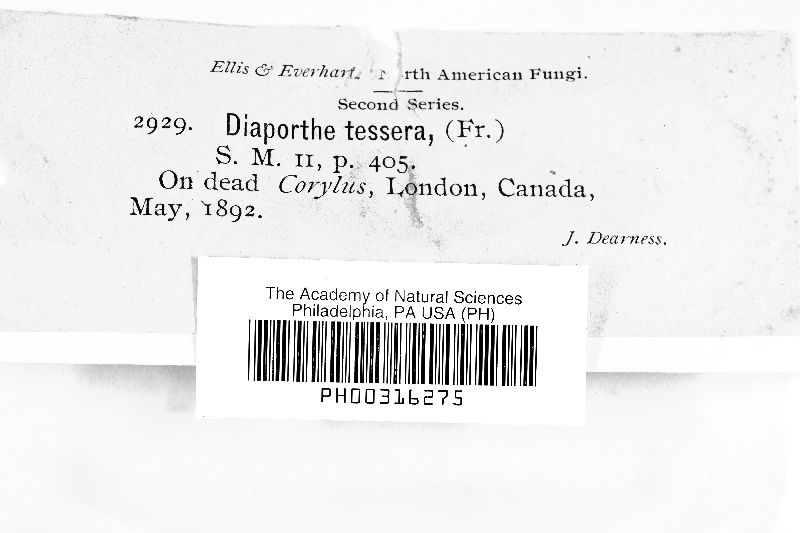 Ellis & Everhart. N rth American Fungi.
Second Series.
2929. Diaporthe tessera, (Fr.)
S. M. II, p. 405.
On dead Corylus, London, Canada,
May, 1892.
J. Dearness.
The Academy of Natural Sciences
Philadelphia, PA USA (PH)
PH00316275